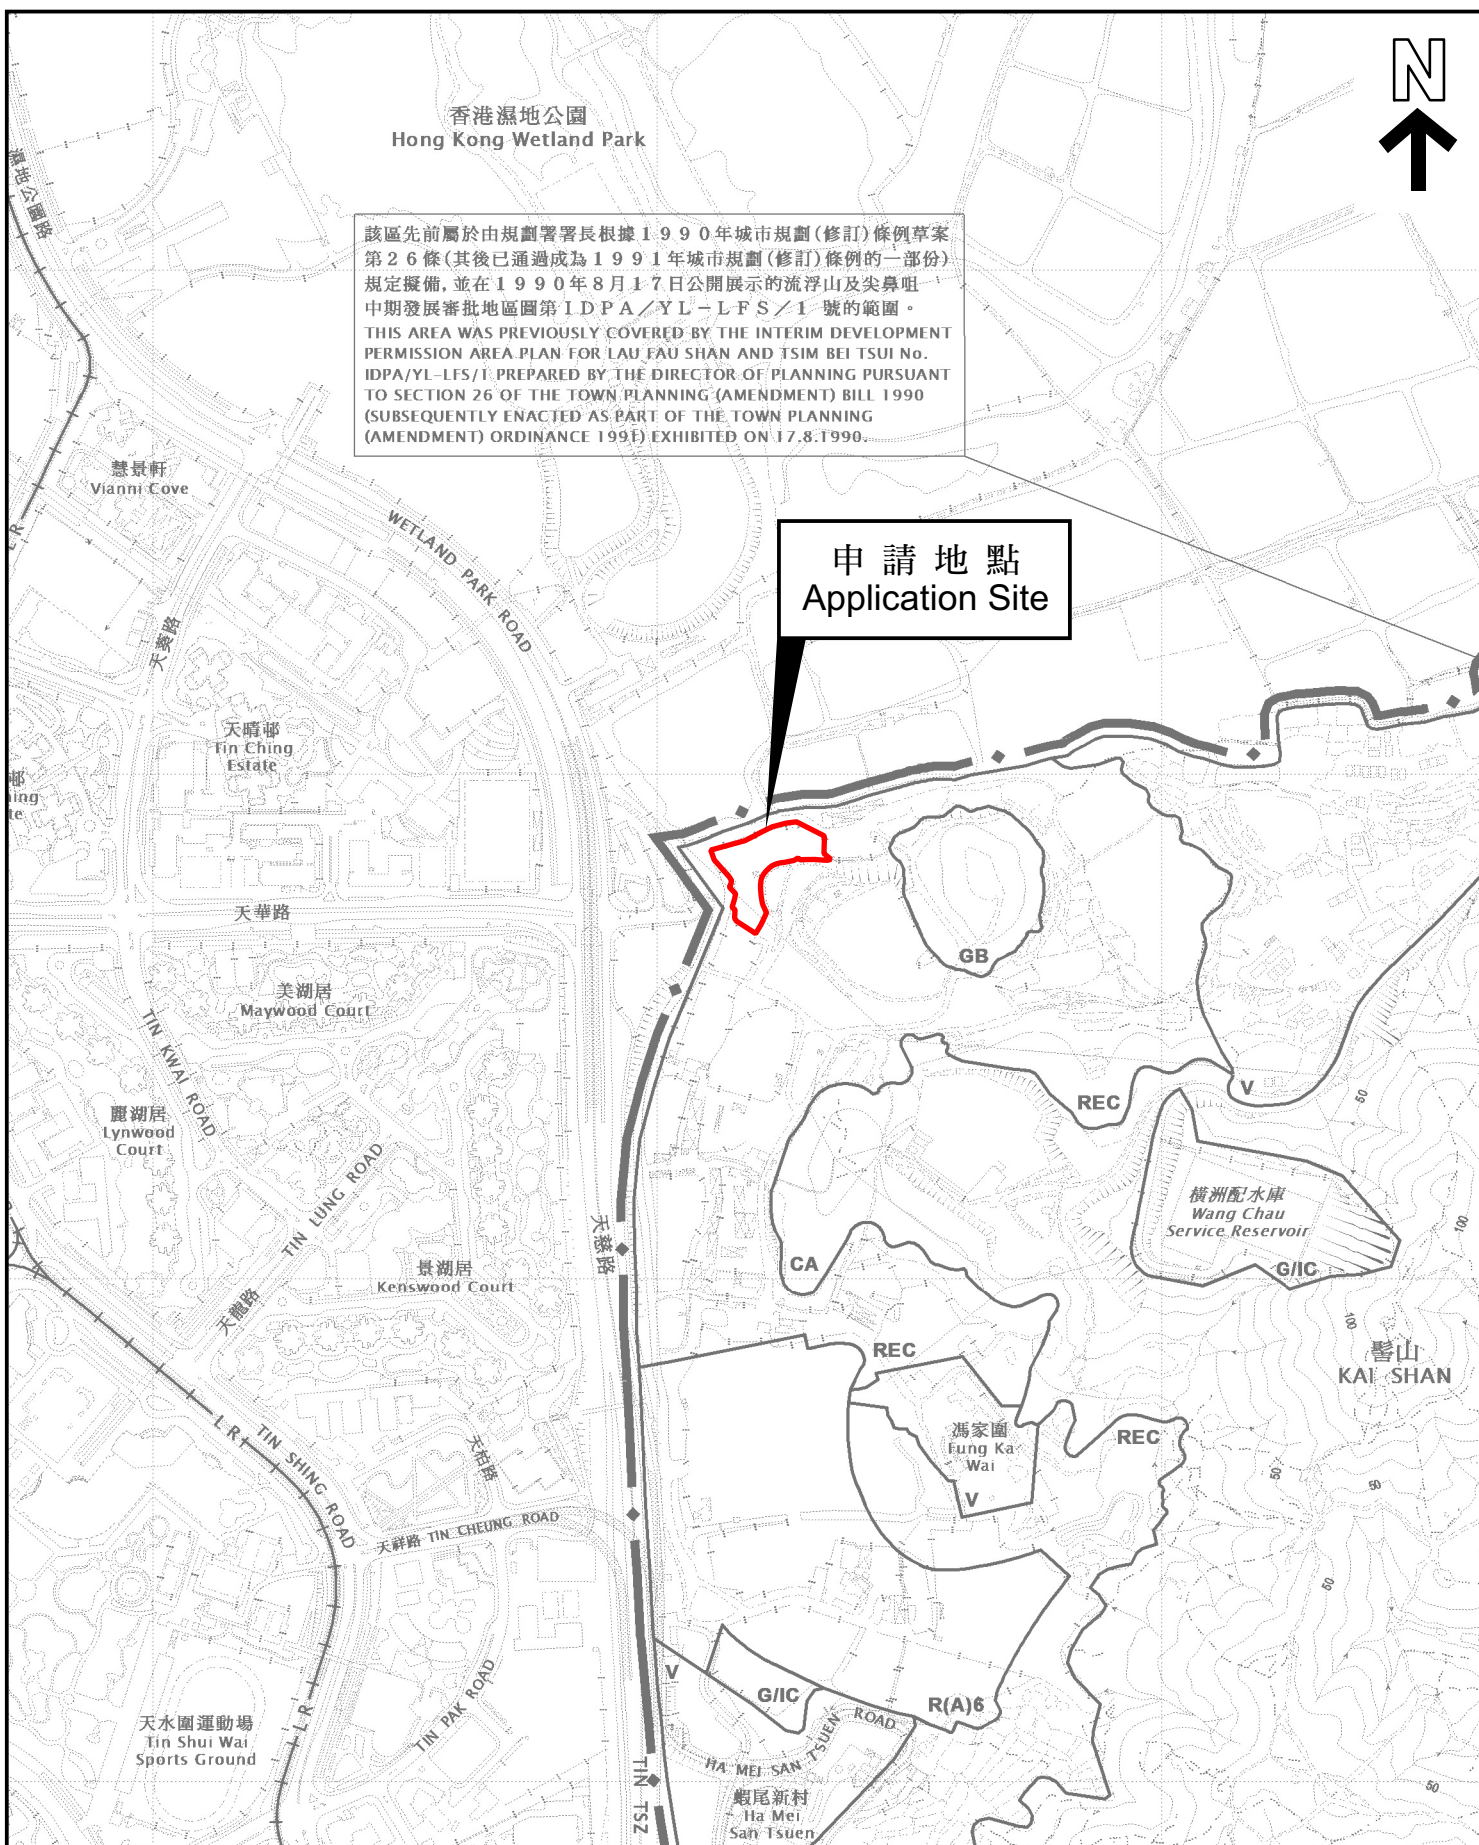 N
香港濕地公園
Hong Kong Wetland Park
濕地公園路
該區先前屬於由規劃署署長根據1990年城市規劃(修訂)條例草案
第26條(其後已通過成為1991年城市規劃(修訂)條例的一部份)
規定擬備,並在1990年8月17日公開展示的流浮山及尖鼻咀
中期發展審批地區圖第IDPA/YL-LFS/1 號的範圍。
THIS AREA WAS PREVIOUSLY COVERED BY THE INTERIM DEVELOPMENT
PERMISSION AREA PLAN FOR LAU FAU SHAN AND TSIM BEI TSUI No.
IDPA/YL-LFS/1 PREPARED BY THE DIRECTOR OF PLANNING PURSUANT
TO SECTION 26 OF THE TOWN PLANNING (AMENDMENT) BILL 1990
(SUBSEQUENTLY ENACTED AS PART OF THE TOWN PLANNING
(AMENDMENT) ORDINANCE 1991) EXHIBITED ON 17.8.1990.
慧景軒
Vianni Cove
L R
WETLAND PARK ROAD
申請地點
Application Site
天葵路
天晴邨
Tin Ching
Estate
邨
hing
te
天華路
GB
美湖居
Maywood Court
TIN KWAI ROAD
REC
V
50
麗湖居
Lynwood
Court
TIN LUNG ROAD
天龍路
橫洲配水庫
Wang Chau
Service Reservoir
G/IC
100
天慈路
CA
景湖居
Kenswood Court
REC
100
髻山
KAI SHAN
馮家圍
Fung Ka
Wai
V
REC
L R
TIN SHING ROAD
天柏路
50
50
天祥路 TIN CHEUNG ROAD
50
V
G/IC
R(A)6
L R
TIN PAK ROAD
天水圍運動場
Tin Shui Wai
Sports Ground
HA MEI SAN TSUEN ROAD
TIN TSZ
蝦尾新村
Ha Mei
San Tsuen
50